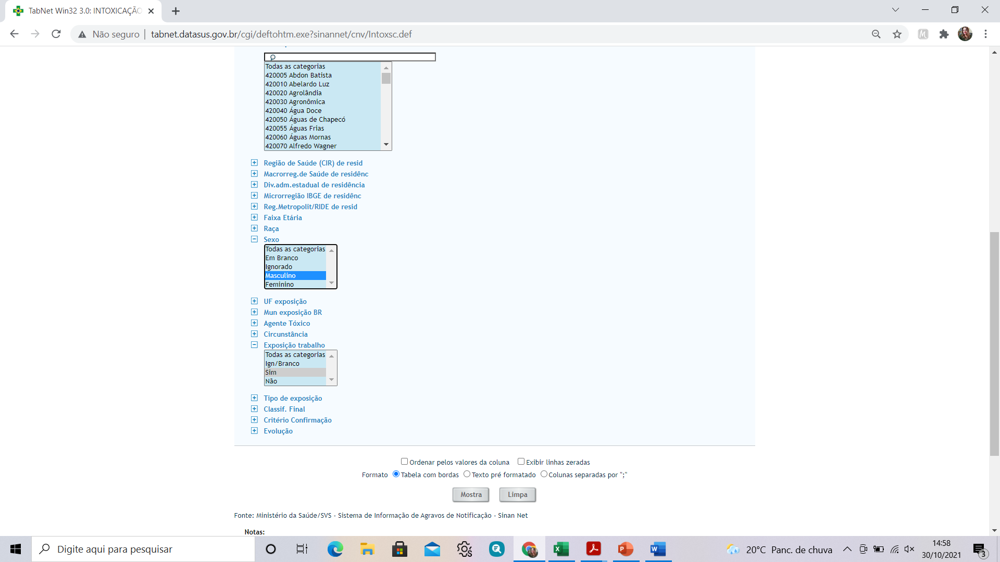 TabNet Win32 3.0: INTOXICAÇÃO
Não seguro | tabnet.datasus.gov.br/cgi/deftohtm.exe?sinannet/cnv/Intoxsc.def
Todas as categorias
420005 Abdon Batista
420010 Abelardo Luz
420020 Agrolândia
420030 Agronômica
420040 Água Doce
420050 Águas de Chapecó
420055 Águas Frias
420060 Águas Mornas
420070 Alfredo Wagner
Região de Saúde (CIR) de resid
Macrorreg.de Saúde de residênc
Div.adm.estadual de residência
Microrregião IBGE de residênc
Reg.Metropolit/RIDE de resid
Faixa Etária
Raça
Sexo
Todas as categorias
Em Branco
Ignorado
Masculino
Feminino
UF exposição
Mun exposição BR
Agente Tóxico
Circunstância
Exposição trabalho
Todas as categorias
Ign/Branco
Sim
Não
Tipo de exposição
Classif. Final
Critério Confirmação
Evolução
Ordenar pelos valores da coluna Exibir linhas zeradas
Formato Tabela com bordas Texto pré formatado Colunas separadas por ";"
Mostra Limpa
Fonte: Ministério da Saúde/SVS - Sistema de Informação de Agravos de Notificação - Sinan Net
Notas:
Digite aqui para pesquisar
20°C Panc. de chuva
14:58
30/10/2021
3